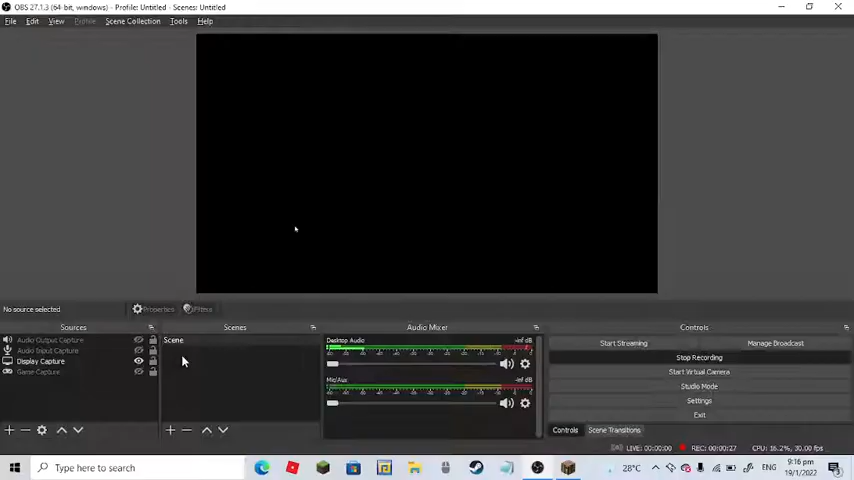 OBS 27.1.3 (64-bit, windows) - Profile: Untitled - Scenes: Untitled
File Edit View Profile Scene Collection Tools Help
No source selected Properties Filters
Sources Scenes Audio Mixer Controls
Audio Output Capture
Audio Input Capture
Display Capture
Game Capture
Scene
Desktop Audio -inf dB
Mic/Aux -inf dB
Start Streaming Manage Broadcast
Stop Recording
Start Virtual Camera
Studio Mode
Settings
Exit
Controls Scene Transitions
LIVE: 00:00:00 REC: 00:00:27 CPU: 16.2%, 30.00 fps
Type here to search
28°C ENG 9:16 pm
19/1/2022